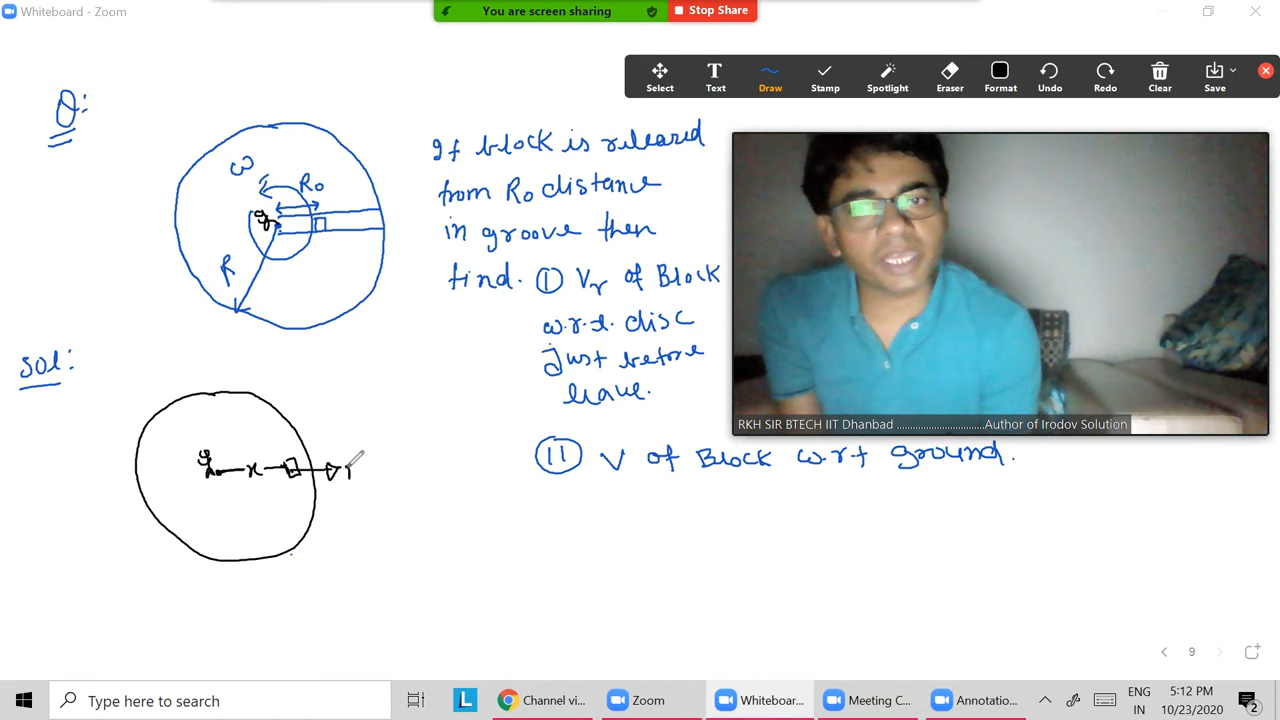 Whiteboard - Zoom
You are screen sharing
Stop Share
Select
Text
Draw
Stamp
Spotlight
Eraser
Format
Undo
Redo
Clear
Save
Q:
ω
R₀
R
If block is released
from R₀ distance
in groove then
find. ① Vr of Block
w.r.t. disc
just before
leave.
RKH SIR BTECH IIT Dhanbad ................................Author of Irodov Solution
ⓘⓘ V of Block w.r.t ground.
Sol:
x
9
Type here to search
L
Channel vi...
Zoom
Whiteboar...
Meeting C...
Annotatio...
ENG
IN
5:12 PM
10/23/2020
2